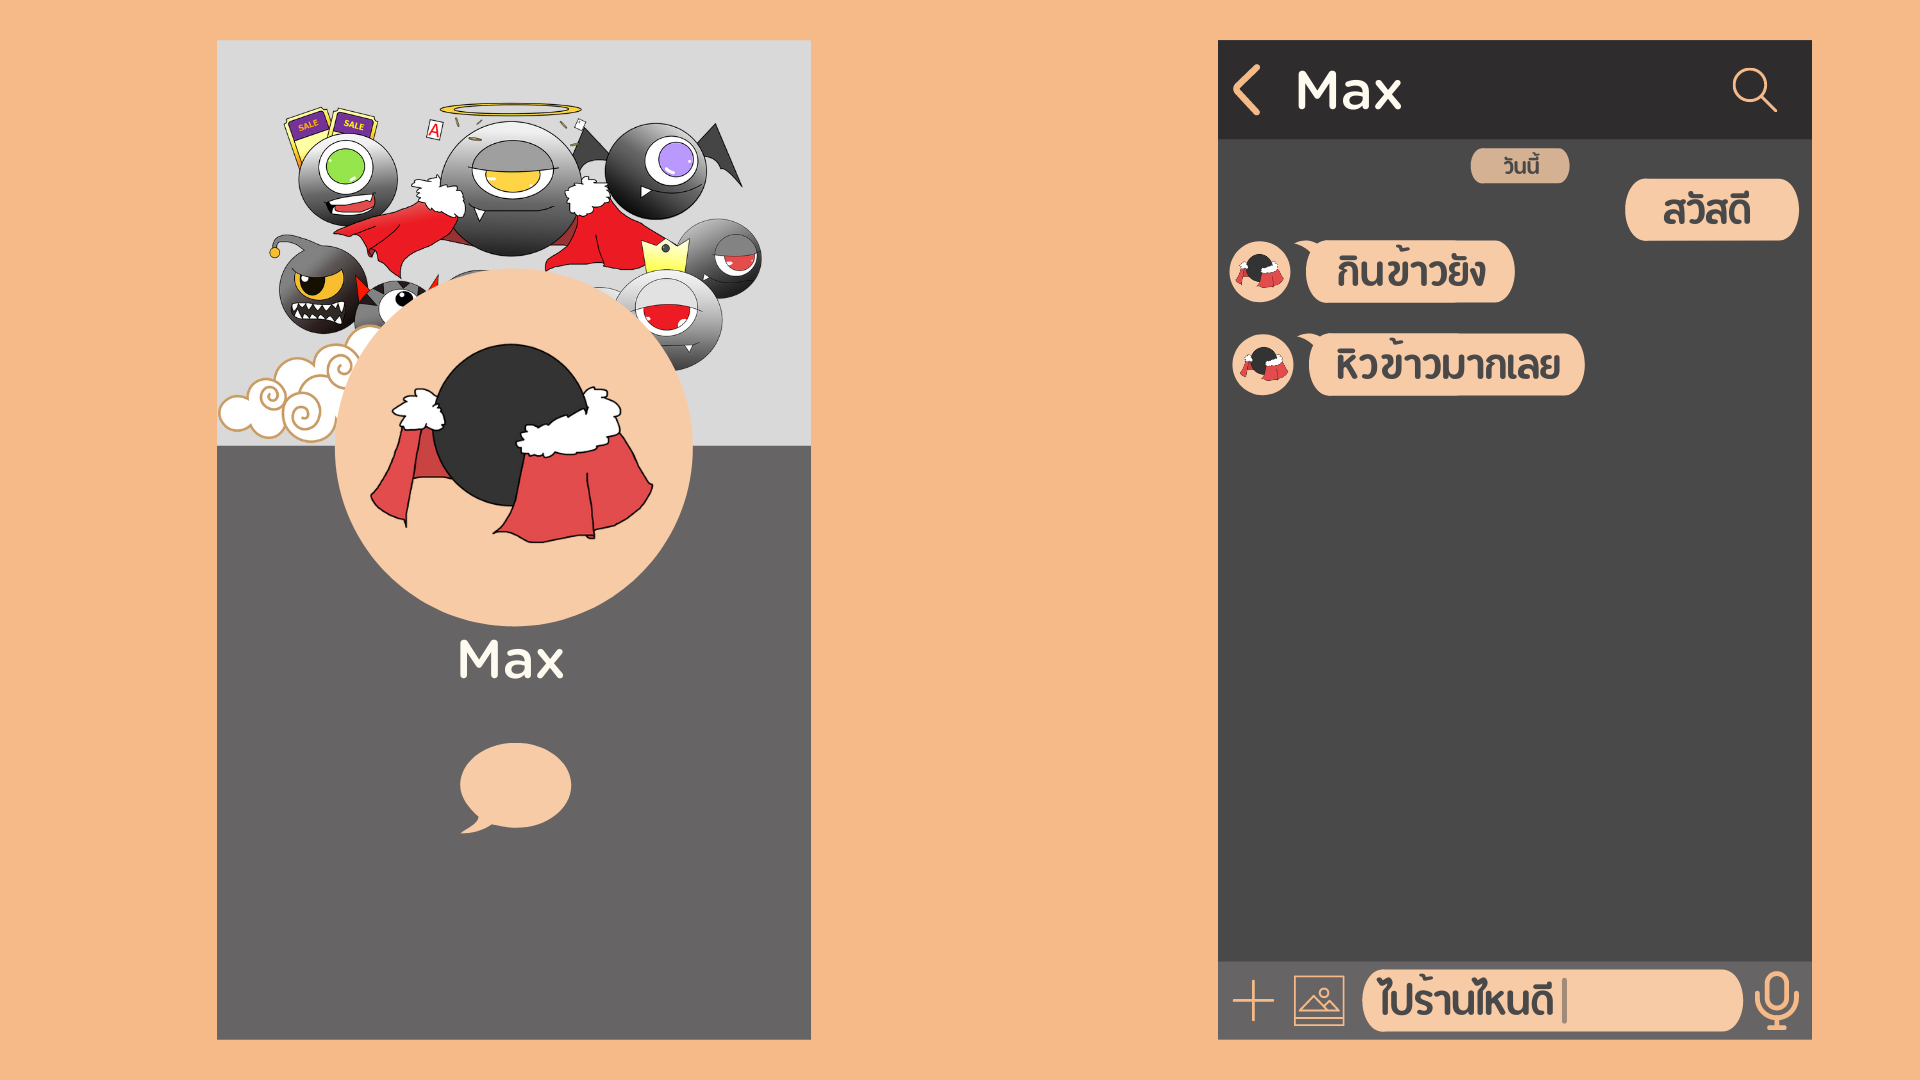 SALE
SALE
A
Max
Max
วันนี้
สวัสดี
กินข้าวยัง
หิวข้าวมากเลย
ไปร้านไหนดี